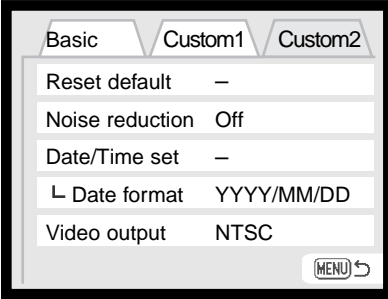 Basic Custom1 Custom2
Reset default –
Noise reduction Off
Date/Time set –
Date format YYYY/MM/DD
Video output NTSC
MENU